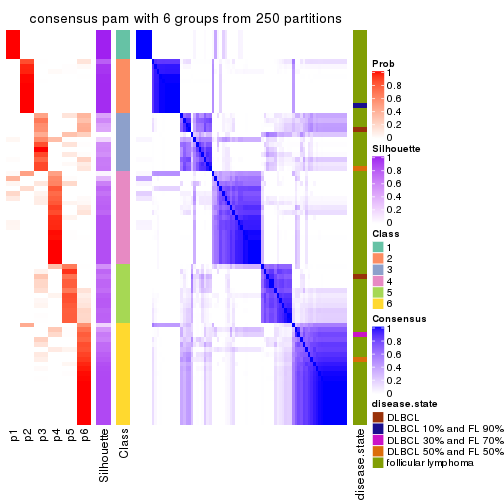 consensus pam with 6 groups from 250 partitions
Prob
1
0.8
0.6
0.4
0.2
0
Silhouette
1
0.8
0.6
0.4
0.2
0
Class
1
2
3
4
5
6
Consensus
1
0.8
0.6
0.4
0.2
0
disease.state
DLBCL
DLBCL 10% and FL 90%
DLBCL 30% and FL 70%
DLBCL 50% and FL 50%
follicular lymphoma
p1
p2
p3
p4
p5
p6
Silhouette
Class
disease.state